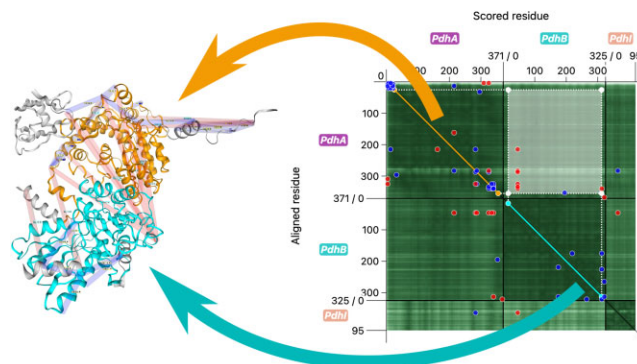 Scored residue
PdhA PdhB PdhI
0 371 / 0 325 / 0 95
100 200 300 100 200 300
100
PdhA
200
300
371 / 0
Aligned residue
100
PdhB
200
300
325 / 0
PdhI
95